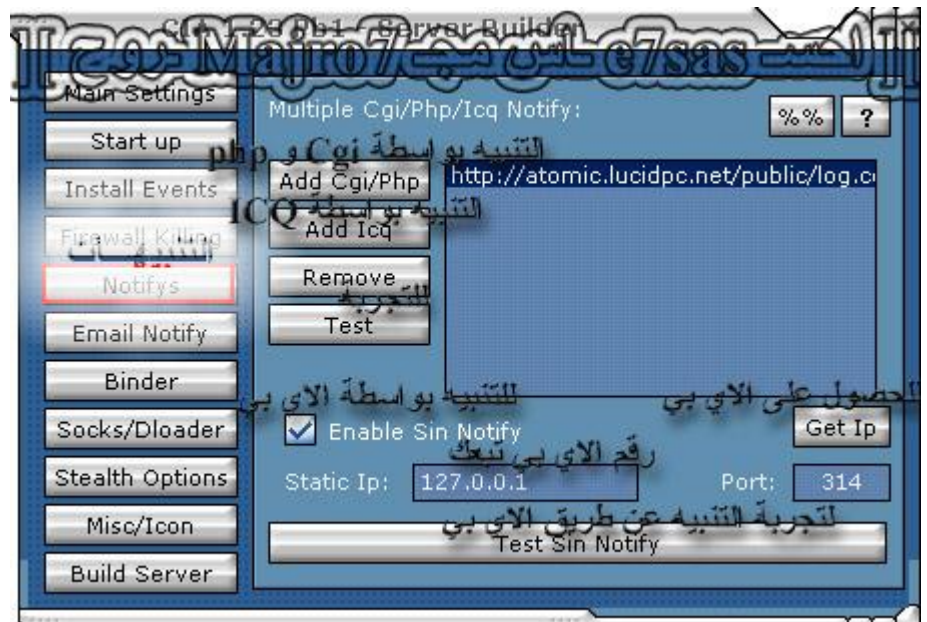 Server Builder
Majro7 e7sas
Main Settings
Multiple Cgi/Php/Icq Notify:
%% ?
Start up
التنبيه بواسطة Cgi و php
Install Events
Add Cgi/Php
http://atomic.lucidpc.net/public/log.c
التنبيه بواسطة ICQ
Firewall Killing
Add Icq
التنبيهات
Notifys
Remove
للتجربة
Email Notify
Test
Binder
للتنبيه بواسطة الاي بي
للحصول على الاي بي
Socks/Dloader
Enable Sin Notify
Get Ip
رقم الاي بي تبعك
Stealth Options
Static Ip: 127.0.0.1 Port: 314
لتجربة التنبيه عن طريق الاي بي
Misc/Icon
Test Sin Notify
Build Server